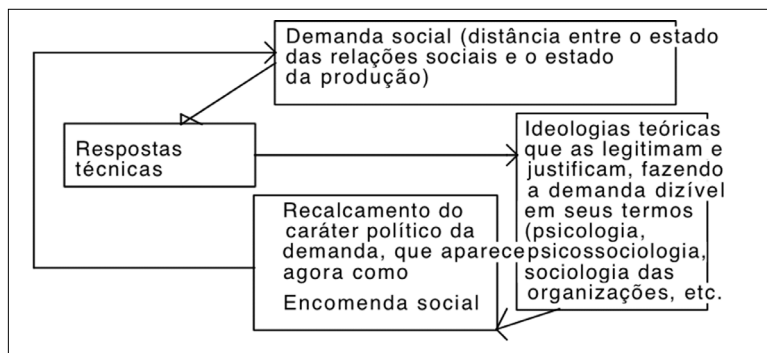 Demanda social (distância entre o estado
das relações sociais e o estado
da produção)
Respostas
técnicas
Ideologias teóricas
que as legitimam e
justificam, fazendo
a demanda dizível
em seus termos
(psicologia,
psicossociologia,
sociologia das
organizações, etc.
Recalcamento do
caráter político da
demanda, que aparece
agora como
Encomenda social